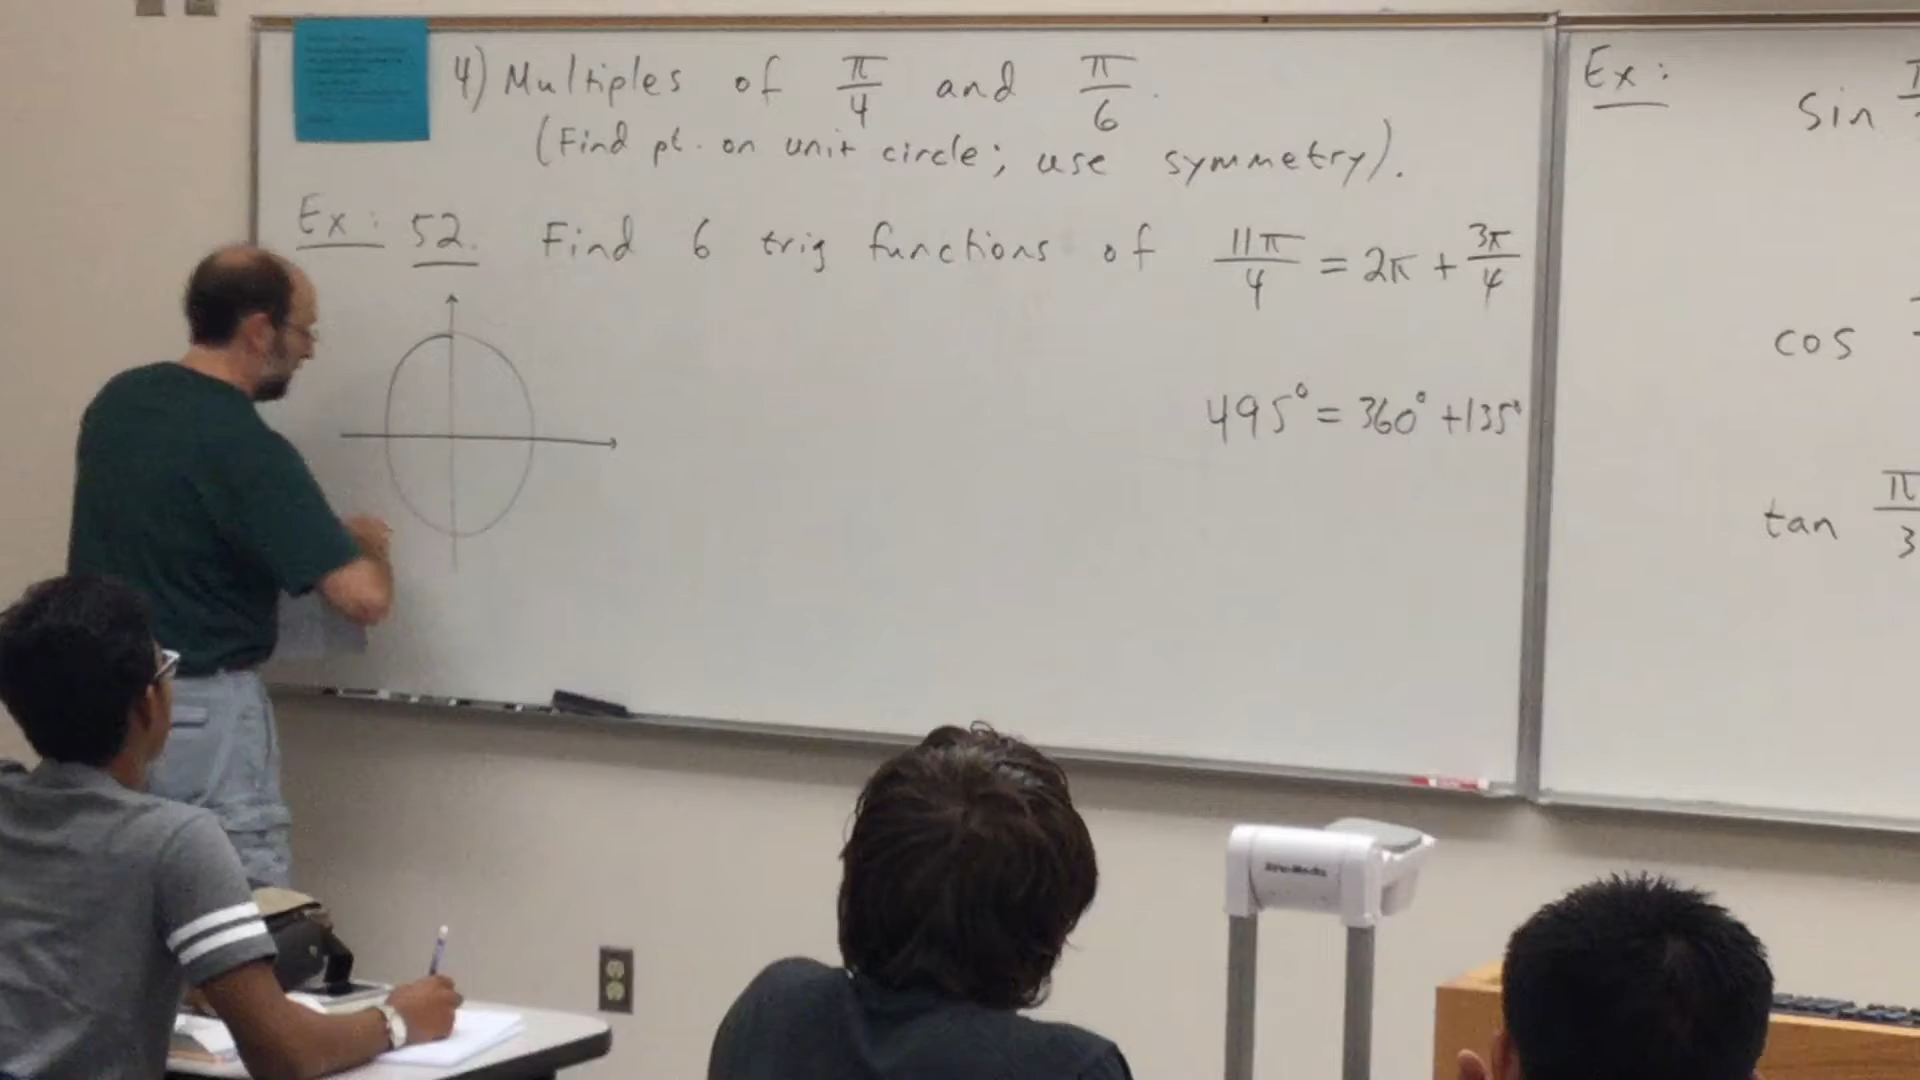 4) Multiples of π/4 and π/6.
(Find pt. on unit circle; use symmetry).
Ex: 52. Find 6 trig functions of 11π/4 = 2π + 3π/4
495° = 360° + 135°
Ex:
sin
cos
tan π/3